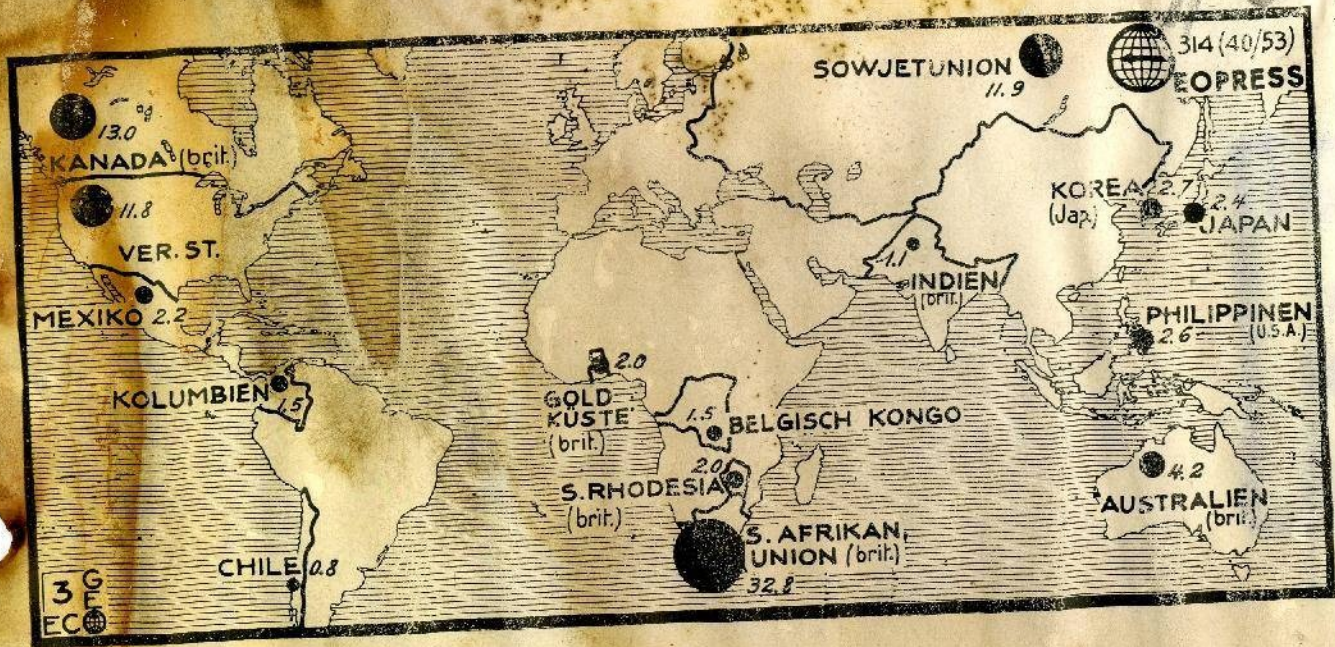 314 (40/53)
EOPRESS
SOWJETUNION
11.9
13.0
KANADA (brit.)
11.8
VER. ST.
MEXIKO 2.2
KOREA 2.7
(Jap.)
2.4
JAPAN
1.1
INDIEN
(brit.)
PHILIPPINEN
2.6 (U.S.A.)
KOLUMBIEN
1.5
2.0
GOLD
KÜSTE
(brit.)
1.5
BELGISCH KONGO
2.0
S. RHODESIA
(brit.)
4.2
AUSTRALIEN
(brit.)
S. AFRIKAN.
UNION (brit.)
32.8
CHILE 0.8
3 GEO
ECO